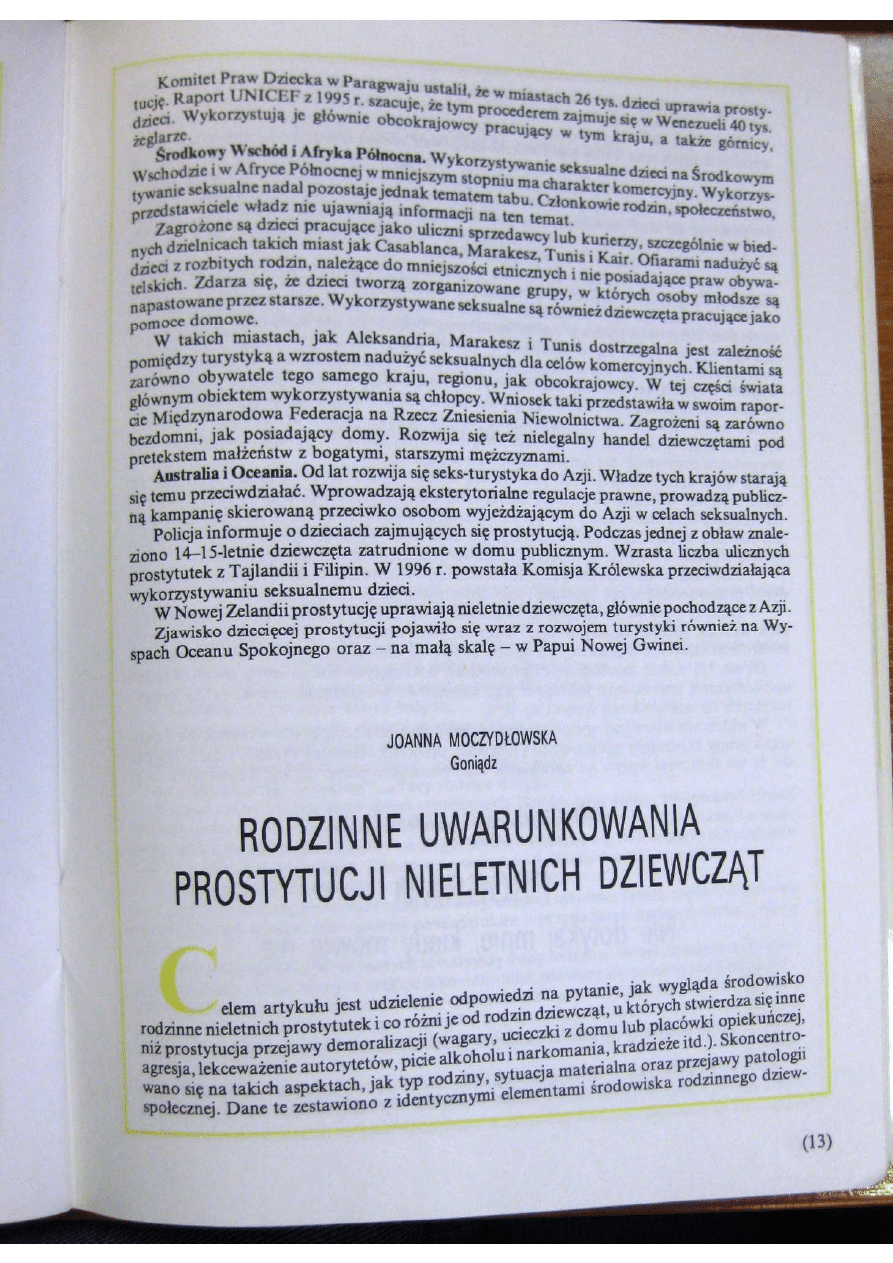 Komitet Praw Dziecka w Paragwaju ustalił, że w miastach 26 tys. dzieci uprawia prosty-
tucję. Raport UNICEF z 1995 r. szacuje, że tym procederem zajmuje się w Wenezueli 40 tys.
dzieci. Wykorzystują je głównie obcokrajowcy pracujący w tym kraju, a także górnicy,
żeglarze.
Środkowy Wschód i Afryka Północna. Wykorzystywanie seksualne dzieci na Środkowym
Wschodzie i w Afryce Północnej w mniejszym stopniu ma charakter komercyjny. Wykorzys-
tywanie seksualne nadal pozostaje jednak tematem tabu. Członkowie rodzin, społeczeństwo,
przedstawiciele władz nie ujawniają informacji na ten temat.
Zagrożone są dzieci pracujące jako uliczni sprzedawcy lub kurierzy, szczególnie w bied-
nych dzielnicach takich miast jak Casablanca, Marakesz, Tunis i Kair. Ofiarami nadużyć są
dzieci z rozbitych rodzin, należące do mniejszości etnicznych i nie posiadające praw obywa-
telskich. Zdarza się, że dzieci tworzą zorganizowane grupy, w których osoby młodsze są
napastowane przez starsze. Wykorzystywane seksualne są również dziewczęta pracujące jako
pomoce domowe.
W takich miastach, jak Aleksandria, Marakesz i Tunis dostrzegalna jest zależność
pomiędzy turystyką a wzrostem nadużyć seksualnych dla celów komercyjnych. Klientami są
zarówno obywatele tego samego kraju, regionu, jak obcokrajowcy. W tej części świata
głównym obiektem wykorzystywania są chłopcy. Wniosek taki przedstawiła w swoim rapor-
cie Międzynarodowa Federacja na Rzecz Zniesienia Niewolnictwa. Zagrożeni są zarówno
bezdomni, jak posiadający domy. Rozwija się też nielegalny handel dziewczętami pod
pretekstem małżeństw z bogatymi, starszymi mężczyznami.
Australia i Oceania. Od lat rozwija się seks-turystyka do Azji. Władze tych krajów starają
się temu przeciwdziałać. Wprowadzają eksterytorialne regulacje prawne, prowadzą publicz-
ną kampanię skierowaną przeciwko osobom wyjeżdżającym do Azji w celach seksualnych.
Policja informuje o dzieciach zajmujących się prostytucją. Podczas jednej z obław znale-
ziono 14–15-letnie dziewczęta zatrudnione w domu publicznym. Wzrasta liczba ulicznych
prostytutek z Tajlandii i Filipin. W 1996 r. powstała Komisja Królewska przeciwdziałająca
wykorzystywaniu seksualnemu dzieci.
W Nowej Zelandii prostytucję uprawiają nieletnie dziewczęta, głównie pochodzące z Azji.
Zjawisko dziecięcej prostytucji pojawiło się wraz z rozwojem turystyki również na Wy-
spach Oceanu Spokojnego oraz – na małą skalę – w Papui Nowej Gwinei.
JOANNA MOCZYDŁOWSKA
Goniądz
RODZINNE UWARUNKOWANIA
PROSTYTUCJI NIELETNICH DZIEWCZĄT
Celem artykułu jest udzielenie odpowiedzi na pytanie, jak wygląda środowisko
rodzinne nieletnich prostytutek i co różni je od rodzin dziewcząt, u których stwierdza się inne
niż prostytucja przejawy demoralizacji (wagary, ucieczki z domu lub placówki opiekuńczej,
agresja, lekceważenie autorytetów, picie alkoholu i narkomania, kradzieże itd.). Skoncentro-
wano się na takich aspektach, jak typ rodziny, sytuacja materialna oraz przejawy patologii
społecznej. Dane te zestawiono z identycznymi elementami środowiska rodzinnego dziew-
(13)